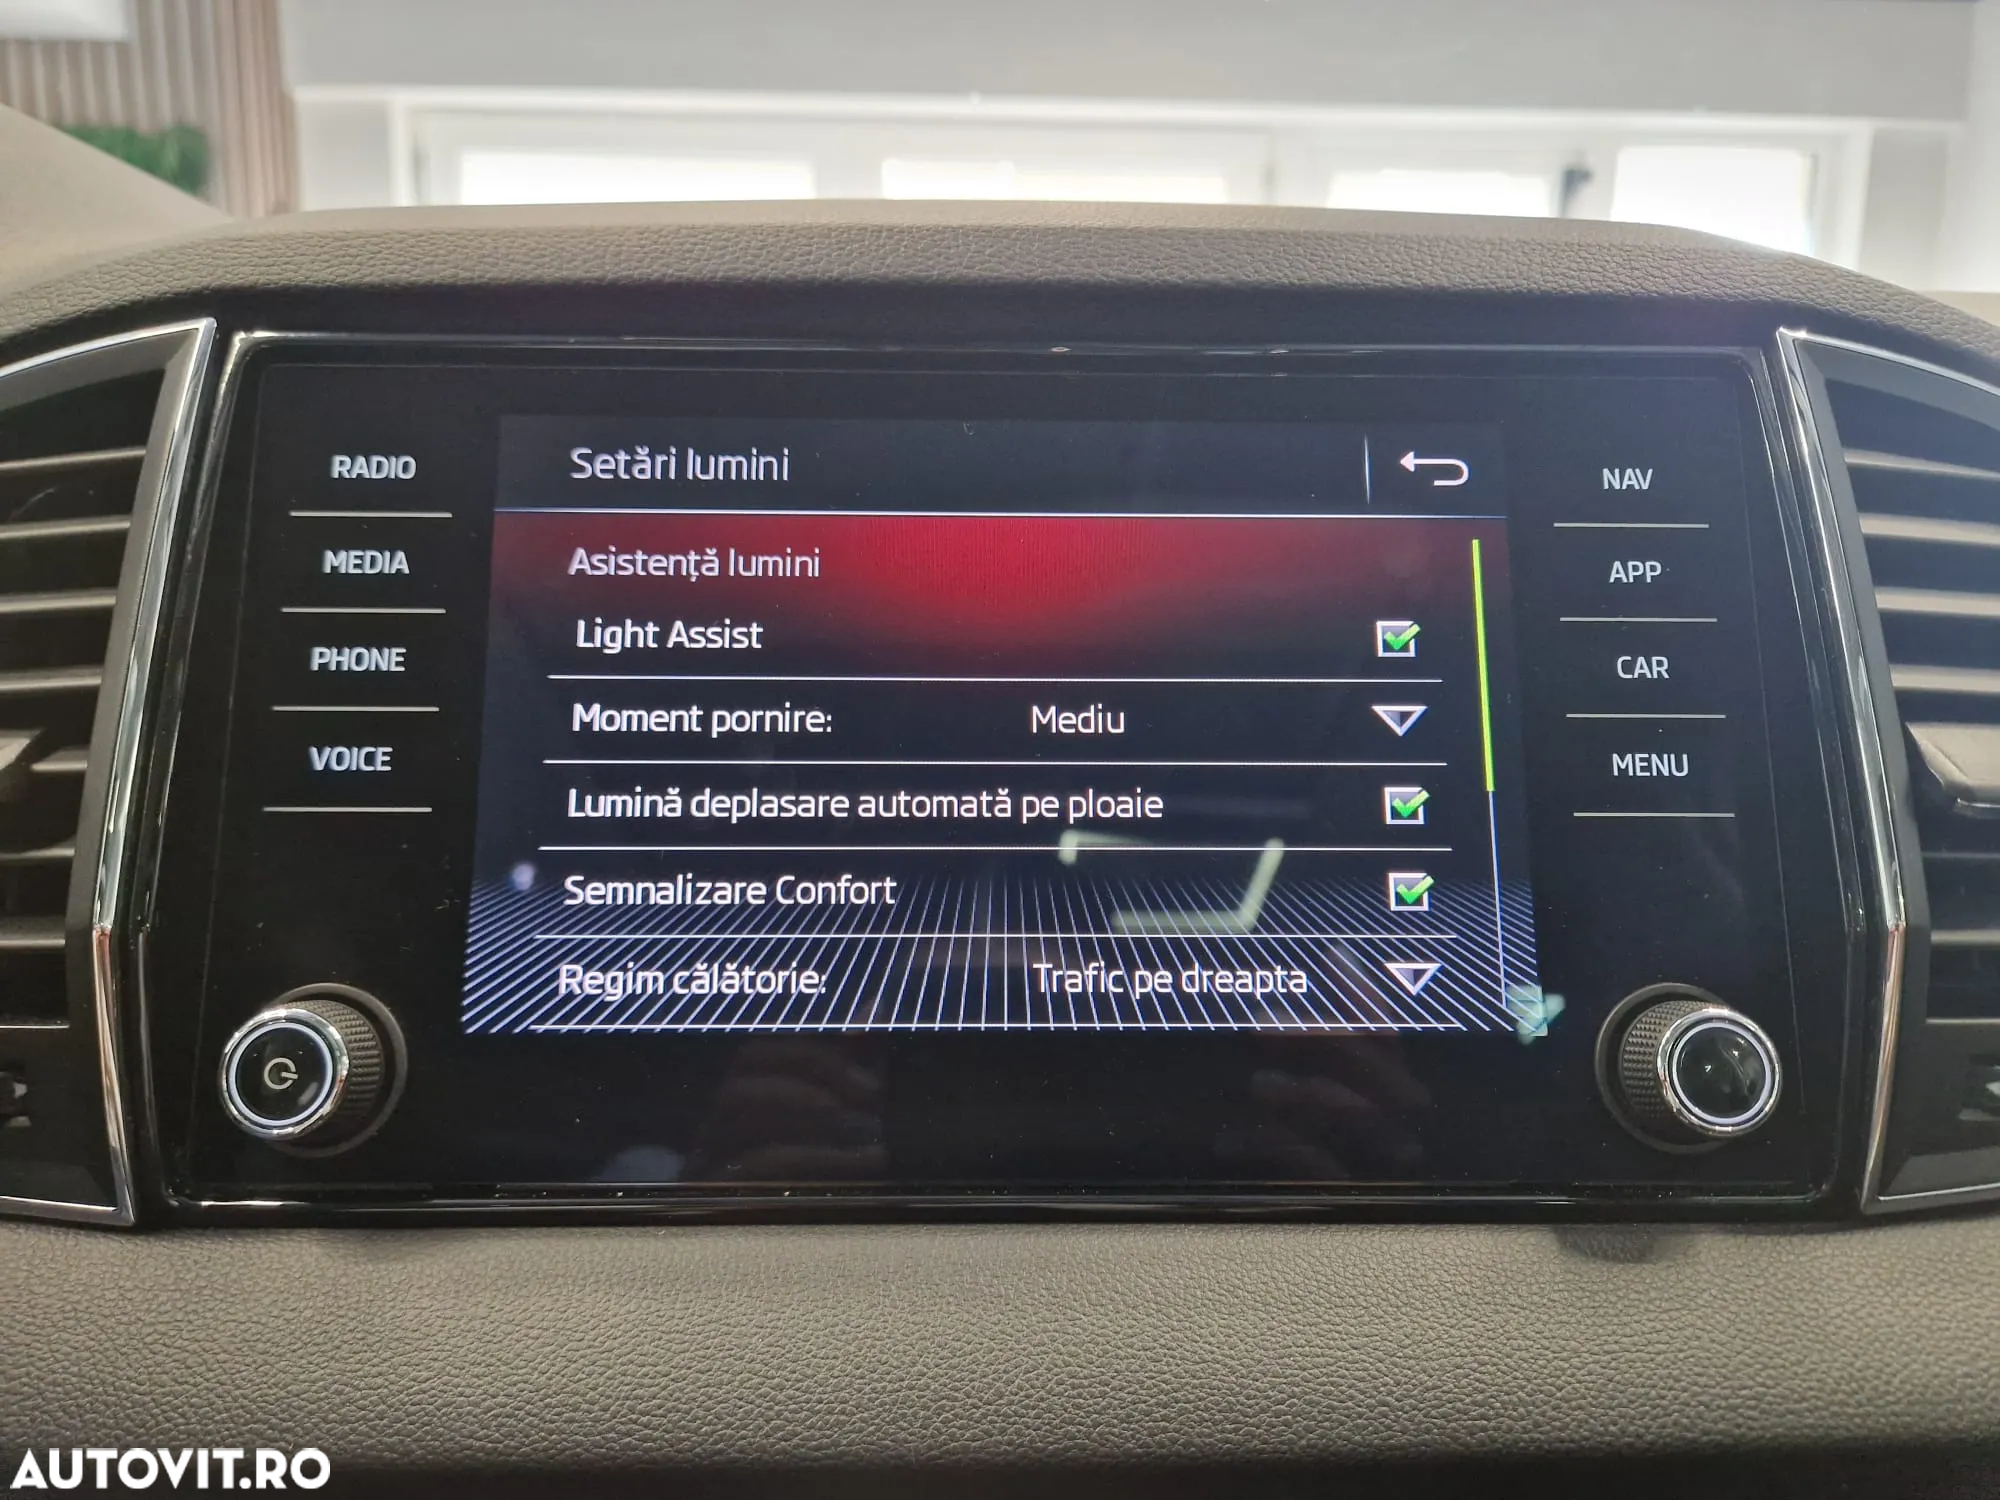 RADIO
MEDIA
PHONE
VOICE
Setări lumini
Asistență lumini
Light Assist
Moment pornire: Mediu
Lumină deplasare automată pe ploaie
Semnalizare Confort
Regim călătorie: Trafic pe dreapta
NAV
APP
CAR
MENU
AUTOVIT.RO